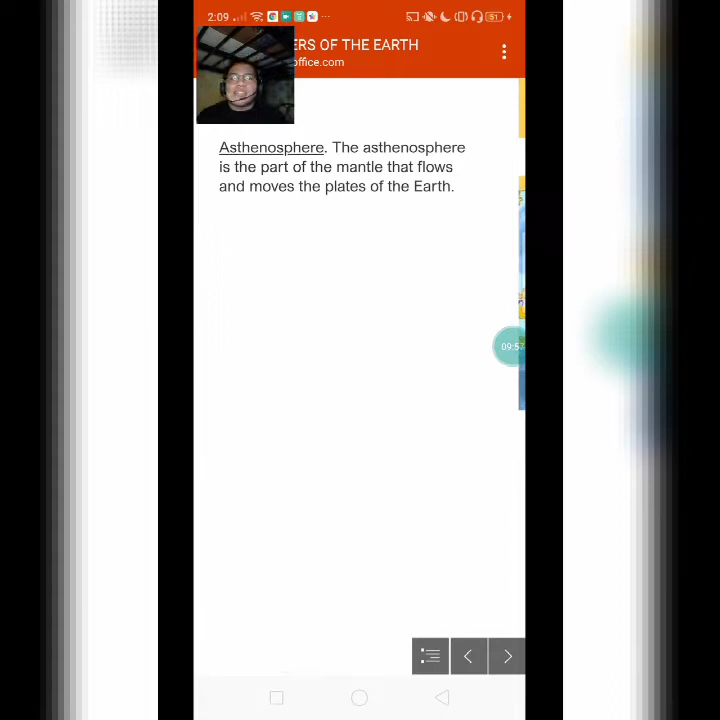 2:09
51
ERS OF THE EARTH
office.com
Asthenosphere. The asthenosphere
is the part of the mantle that flows
and moves the plates of the Earth.
09:57